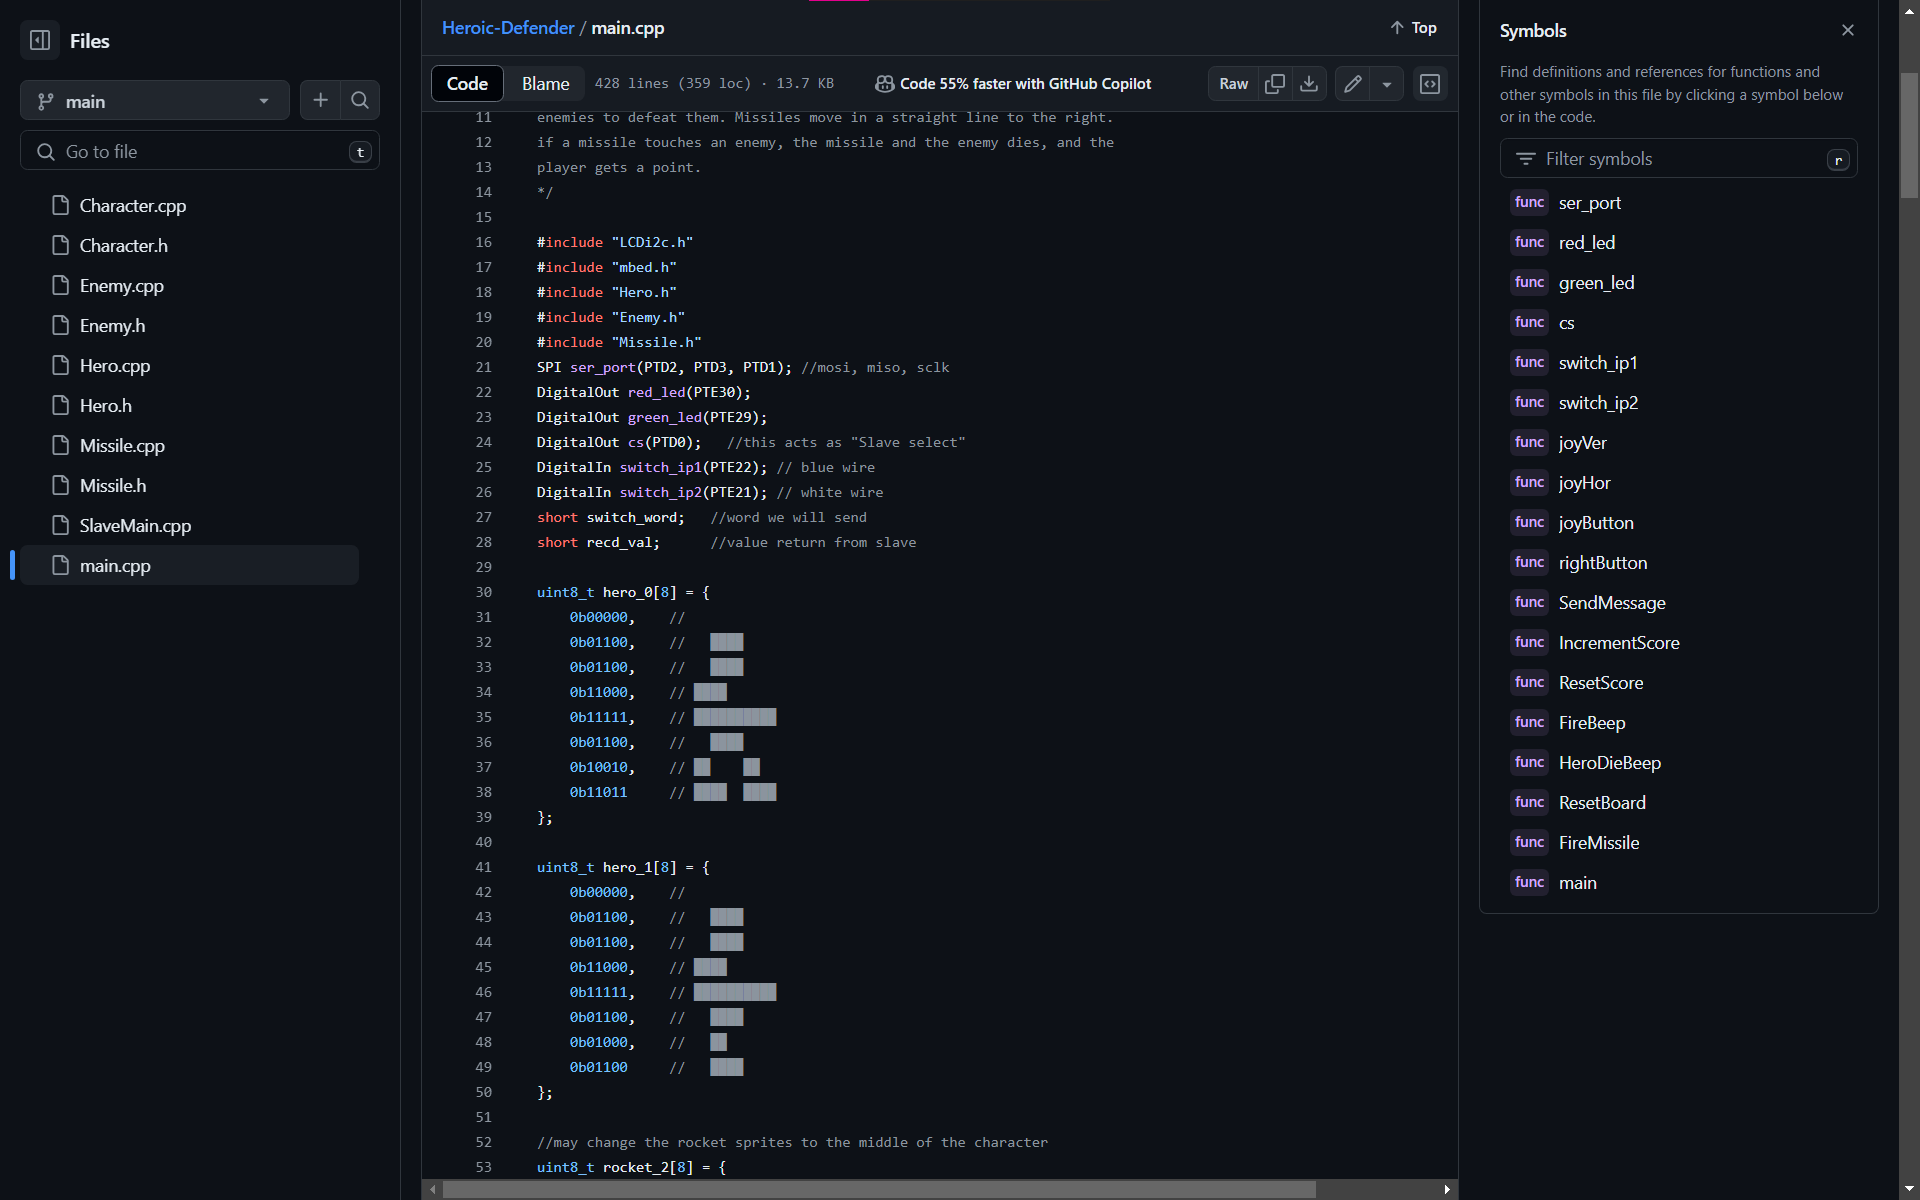 Files
main
Go to file
t
Character.cpp
Character.h
Enemy.cpp
Enemy.h
Hero.cpp
Hero.h
Missile.cpp
Missile.h
SlaveMain.cpp
main.cpp
Heroic-Defender / main.cpp
Top
Code Blame 428 lines (359 loc) · 13.7 KB Code 55% faster with GitHub Copilot Raw
11 enemies to defeat them. Missiles move in a straight line to the right.
12 if a missile touches an enemy, the missile and the enemy dies, and the
13 player gets a point.
14 */
15
16 #include "LCDi2c.h"
17 #include "mbed.h"
18 #include "Hero.h"
19 #include "Enemy.h"
20 #include "Missile.h"
21 SPI ser_port(PTD2, PTD3, PTD1); //mosi, miso, sclk
22 DigitalOut red_led(PTE30);
23 DigitalOut green_led(PTE29);
24 DigitalOut cs(PTD0);   //this acts as "Slave select"
25 DigitalIn switch_ip1(PTE22); // blue wire
26 DigitalIn switch_ip2(PTE21); // white wire
27 short switch_word;   //word we will send
28 short recd_val;      //value return from slave
29
30 uint8_t hero_0[8] = {
31     0b00000,    //
32     0b01100,    //   ████
33     0b01100,    //   ████
34     0b11000,    // ████
35     0b11111,    // ██████████
36     0b01100,    //   ████
37     0b10010,    // ██    ██
38     0b11011     // ████  ████
39 };
40
41 uint8_t hero_1[8] = {
42     0b00000,    //
43     0b01100,    //   ████
44     0b01100,    //   ████
45     0b11000,    // ████
46     0b11111,    // ██████████
47     0b01100,    //   ████
48     0b01000,    //   ██
49     0b01100     //   ████
50 };
51
52 //may change the rocket sprites to the middle of the character
53 uint8_t rocket_2[8] = {
Symbols
Find definitions and references for functions and
other symbols in this file by clicking a symbol below
or in the code.
Filter symbols
r
func ser_port
func red_led
func green_led
func cs
func switch_ip1
func switch_ip2
func joyVer
func joyHor
func joyButton
func rightButton
func SendMessage
func IncrementScore
func ResetScore
func FireBeep
func HeroDieBeep
func ResetBoard
func FireMissile
func main